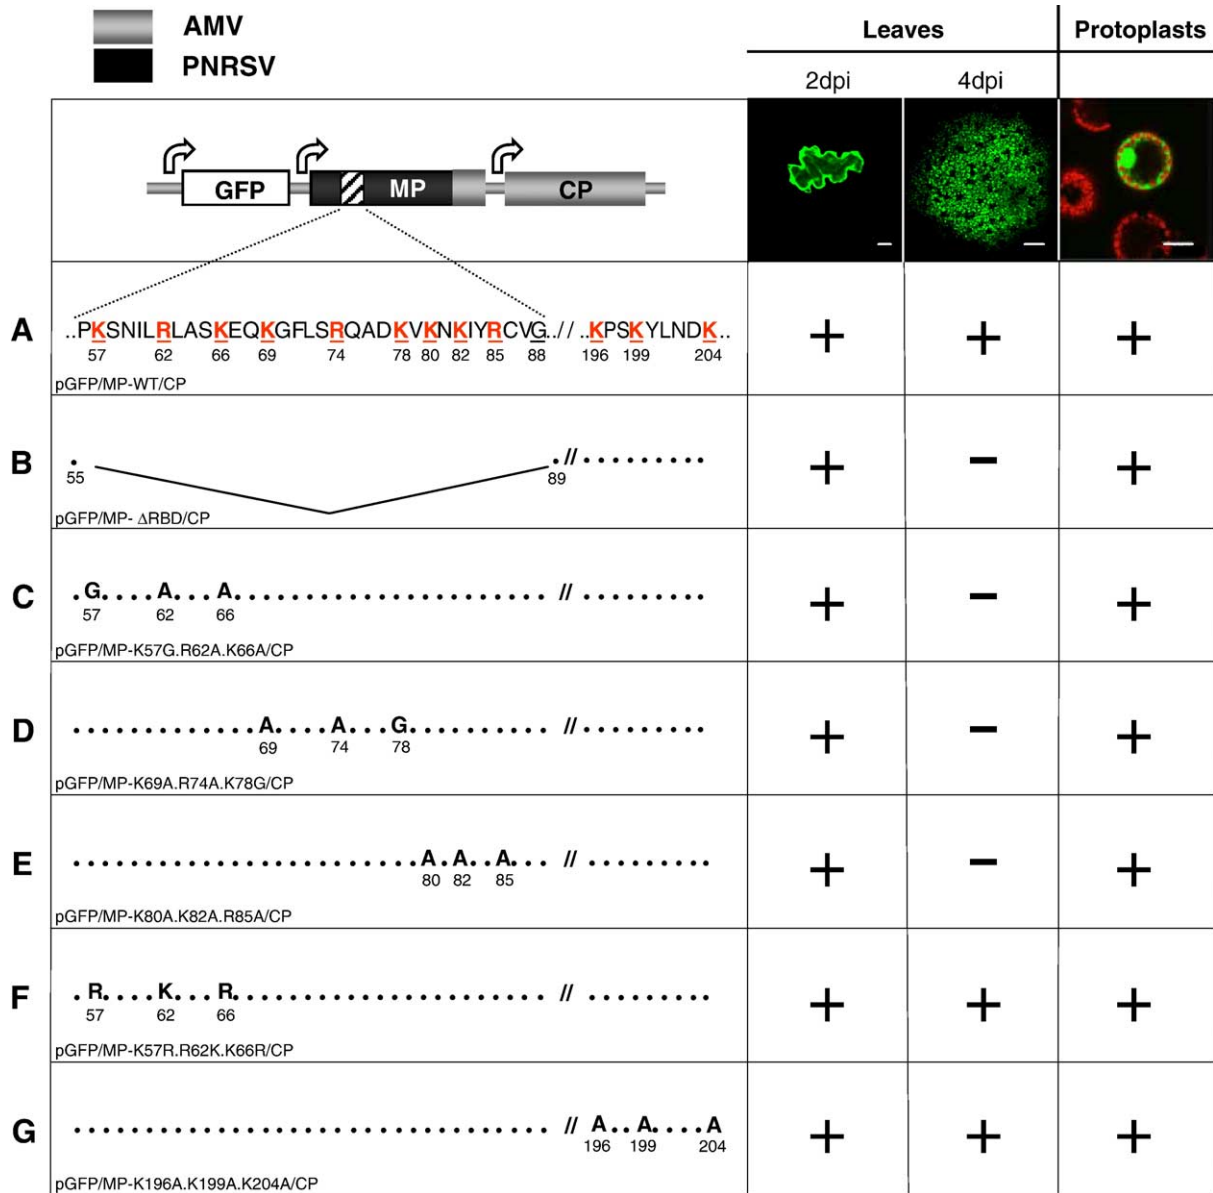 AMV
PNRSV
Leaves
Protoplasts
2dpi
4dpi
GFP
MP
CP
A
..PKSNILRLASKEQKGFLSRQADKVKNKIYRCVG..// ..KPSKYLNDK..
57 62 66 69 74 78 80 82 85 88 196 199 204
pGFP/MP-WT/CP
+ + +
B
. .//.........
55 89
pGFP/MP- ΔRBD/CP
+ - +
C
.G....A...A.......................... // .........
57 62 66
pGFP/MP-K57G.R62A.K66A/CP
+ - +
D
...............A....A...G........... // .........
69 74 78
pGFP/MP-K69A.R74A.K78G/CP
+ - +
E
........................A.A..A... // .........
80 82 85
pGFP/MP-K80A.K82A.R85A/CP
+ - +
F
.R....K...R.......................... // .........
57 62 66
pGFP/MP-K57R.R62K.K66R/CP
+ + +
G
................................. // A..A....A
196 199 204
pGFP/MP-K196A.K199A.K204A/CP
+ + +